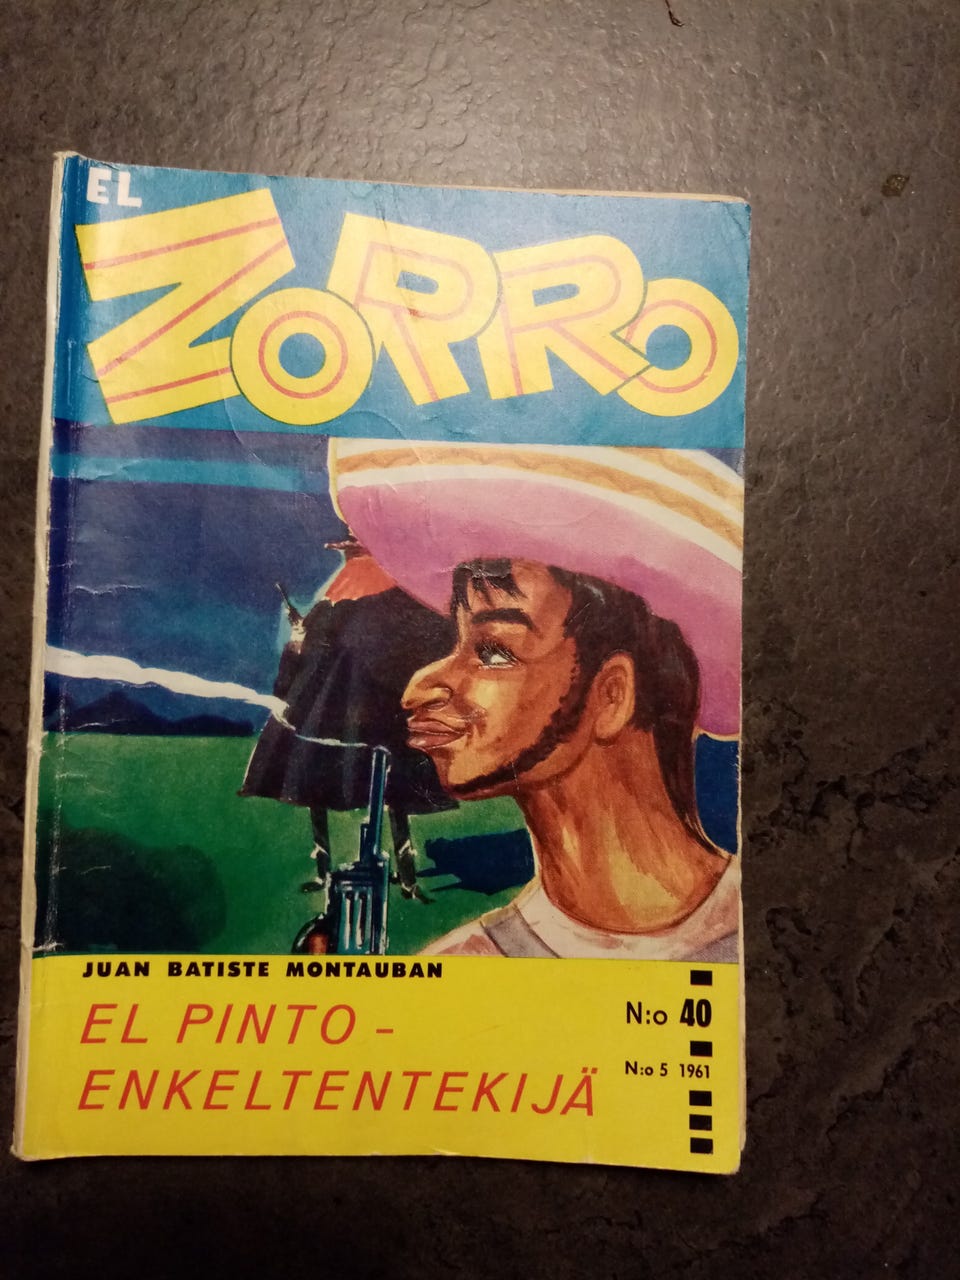 EL
ZORRO
JUAN BATISTE MONTAUBAN
EL PINTO -
ENKELTENTEKIJÄ
N:o 40
N:o 5 1961